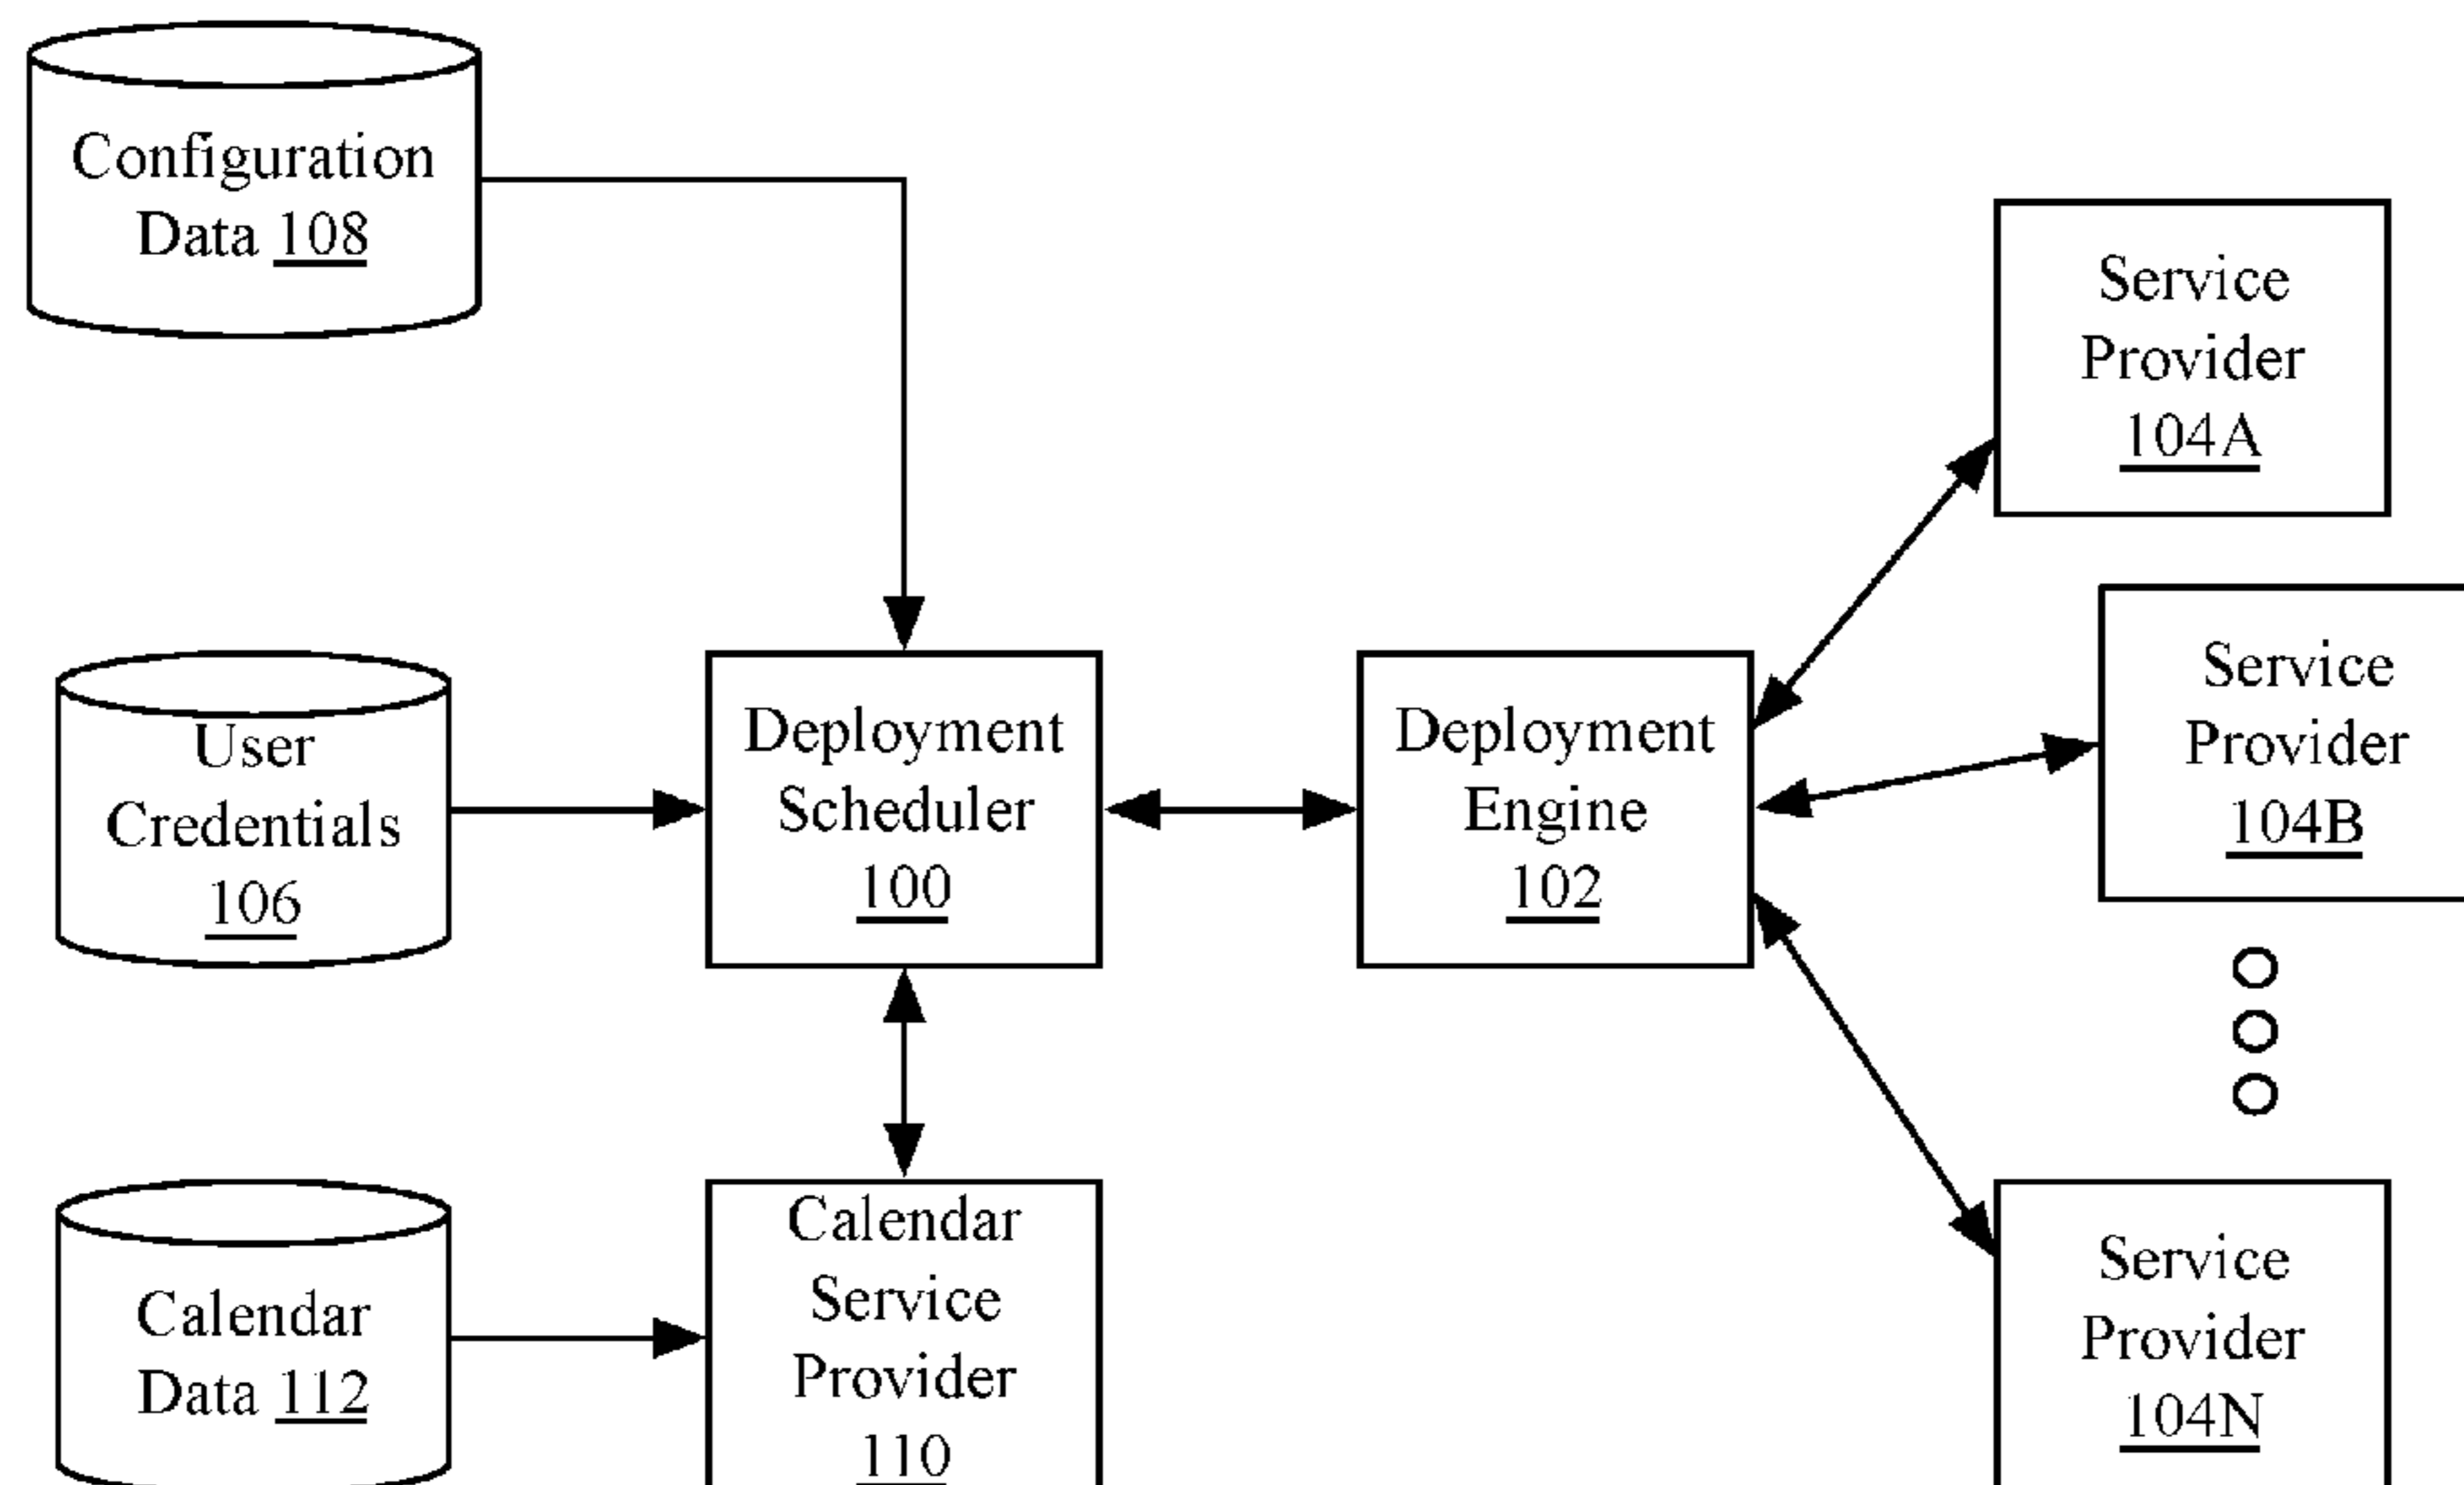 Configuration
Data 108
Service
Provider
104A
User
Credentials
106
Deployment
Scheduler
100
Deployment
Engine
102
Service
Provider
104B
Calendar
Data 112
Calendar
Service
Provider
110
Service
Provider
104N